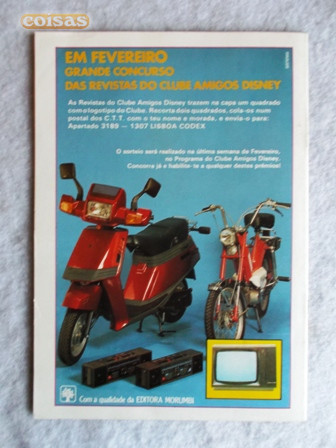 coisas
EM FEVEREIRO
GRANDE CONCURSO
DAS REVISTAS DO CLUBE AMIGOS DISNEY
As Revistas do Clube Amigos Disney trazem na capa um quadrado
com o logotipo do Clube. Recorta dois quadrados, cola-os num
postal dos C.T.T. com o teu nome e morada, e envia-o para:
Apartado 3189 — 1307 LISBOA CODEX
O sorteio será realizado na última semana de Fevereiro,
no Programa do Clube Amigos Disney.
Concorra já e habilite-te a qualquer destes prémios!
Com a qualidade da EDITORA MORUMBI